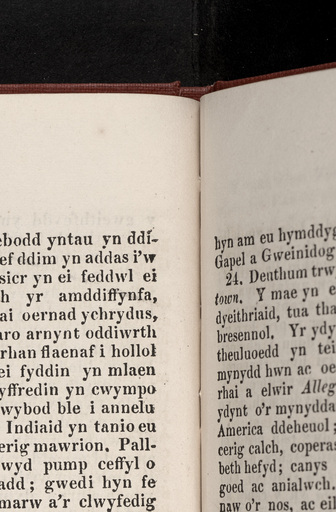 ebodd yntau yn ddi-
ef ddim yn addas i'w
sicr yn ei feddwl ei
h yr amddiffynfa,
ai oernad ychrydus,
aro arnynt oddiwrth
rhan flaenaf i hollol
ei fyddin yn mlaen
yffredin yn cwympo
wybod ble i annelu
Indiaid yn tanio eu
erig mawrion. Pall-
wyd pump ceffyl o
add; gwedi hyn fe
marw a'r clwyfedig
hyn am eu hymddyg
Gapel a Gweinidog
24. Deuthum trw
town. Y mae yn e
dyeithriaid, tua tha
bresennol. Yr ydy
theuluoedd yn tei
mynydd hwn ac oe
rhai a elwir Alleg
ydynt o'r mynydda
America ddeheuol;
cerig calch, coperas
beth hefyd; canys
goed ac anialwch.
naw o'r nos, ac eil